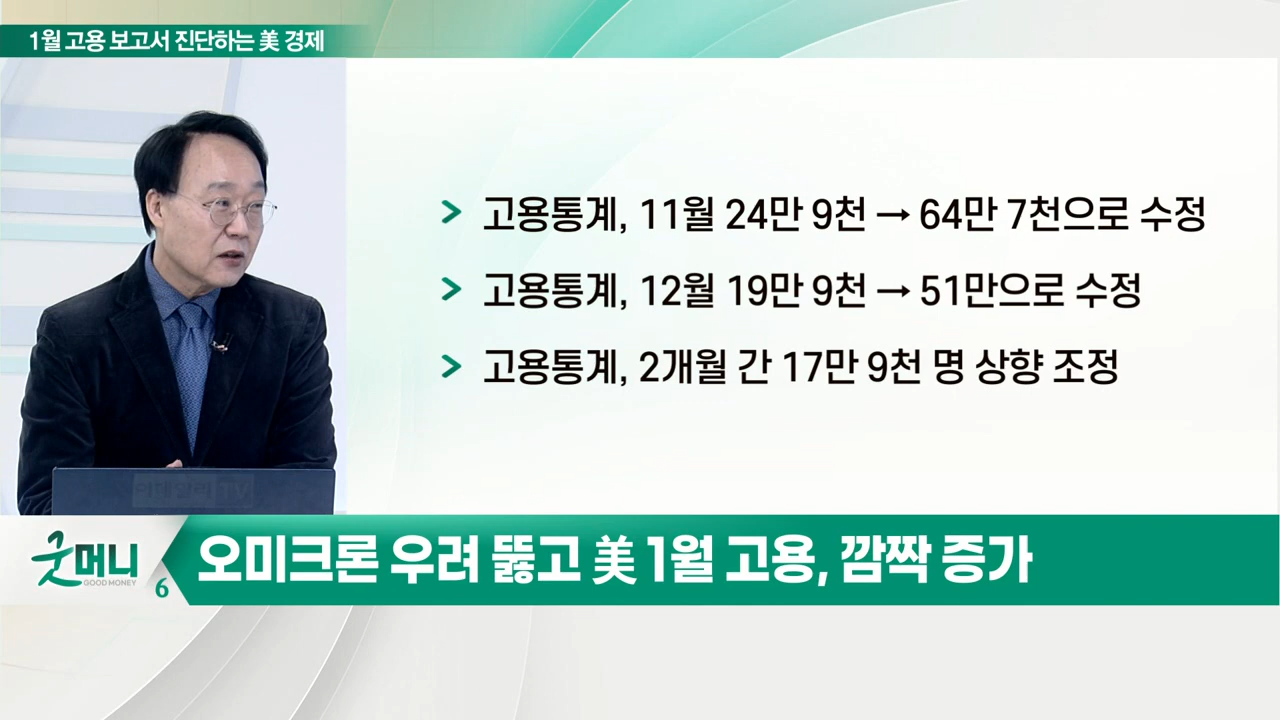 1월 고용 보고서 진단하는 美 경제
> 고용통계, 11월 24만 9천 → 64만 7천으로 수정
> 고용통계, 12월 19만 9천 → 51만으로 수정
> 고용통계, 2개월 간 17만 9천 명 상향 조정
이데일리 TV
굿머니
GOOD MONEY
6
오미크론 우려 뚫고 美 1월 고용, 깜짝 증가